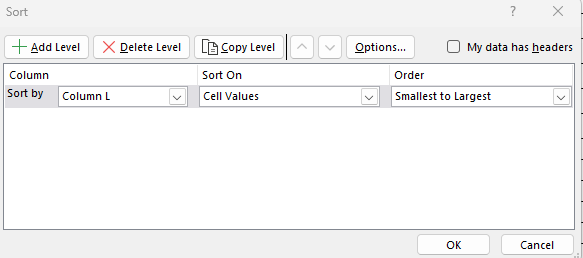 Sort
Add Level Delete Level Copy Level Options... My data has headers
Column Sort On Order
Sort by Column L Cell Values Smallest to Largest
OK Cancel